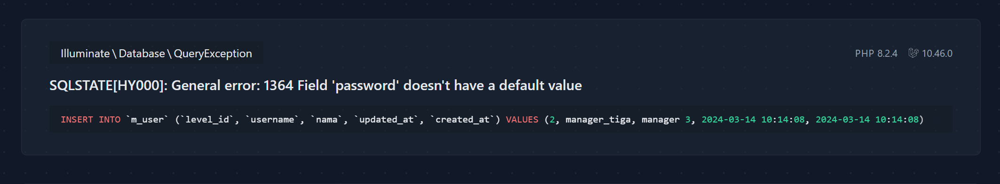 Illuminate\Database\QueryException
PHP 8.2.4 10.46.0
SQLSTATE[HY000]: General error: 1364 Field 'password' doesn't have a default value
INSERT INTO `m_user` (`level_id`, `username`, `nama`, `updated_at`, `created_at`) VALUES (2, manager_tiga, manager 3, 2024-03-14 10:14:08, 2024-03-14 10:14:08)